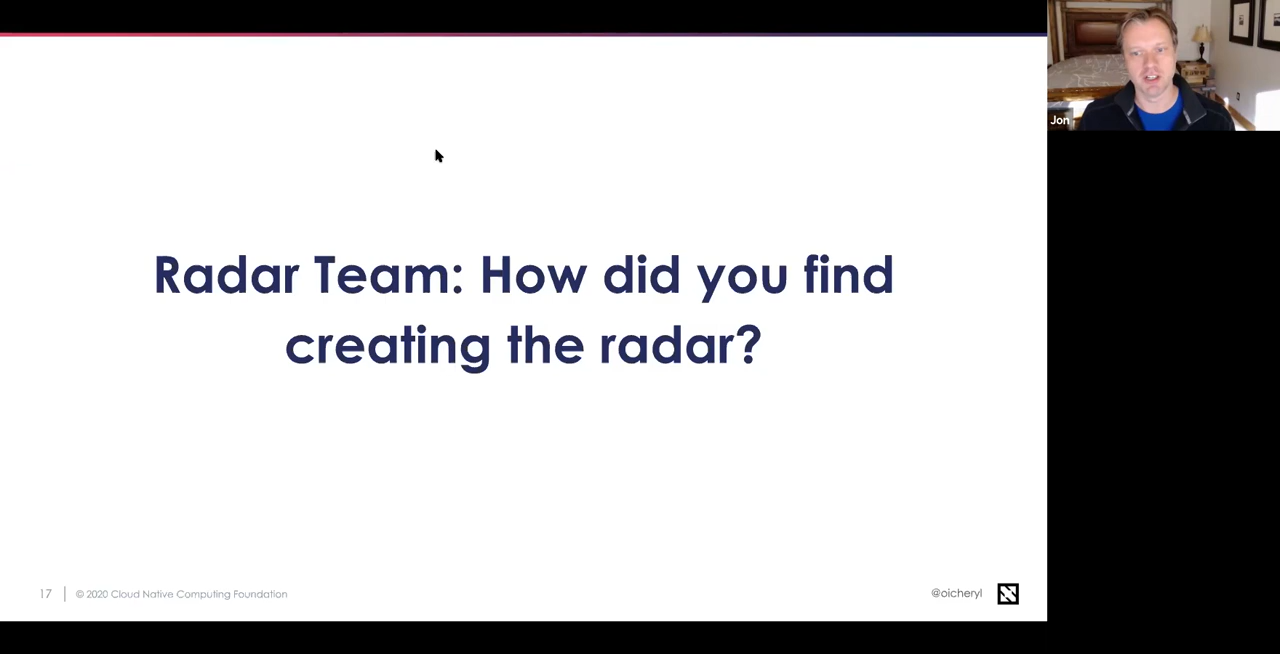 Jon
Radar Team: How did you find
creating the radar?
17
© 2020 Cloud Native Computing Foundation
@oicheryl